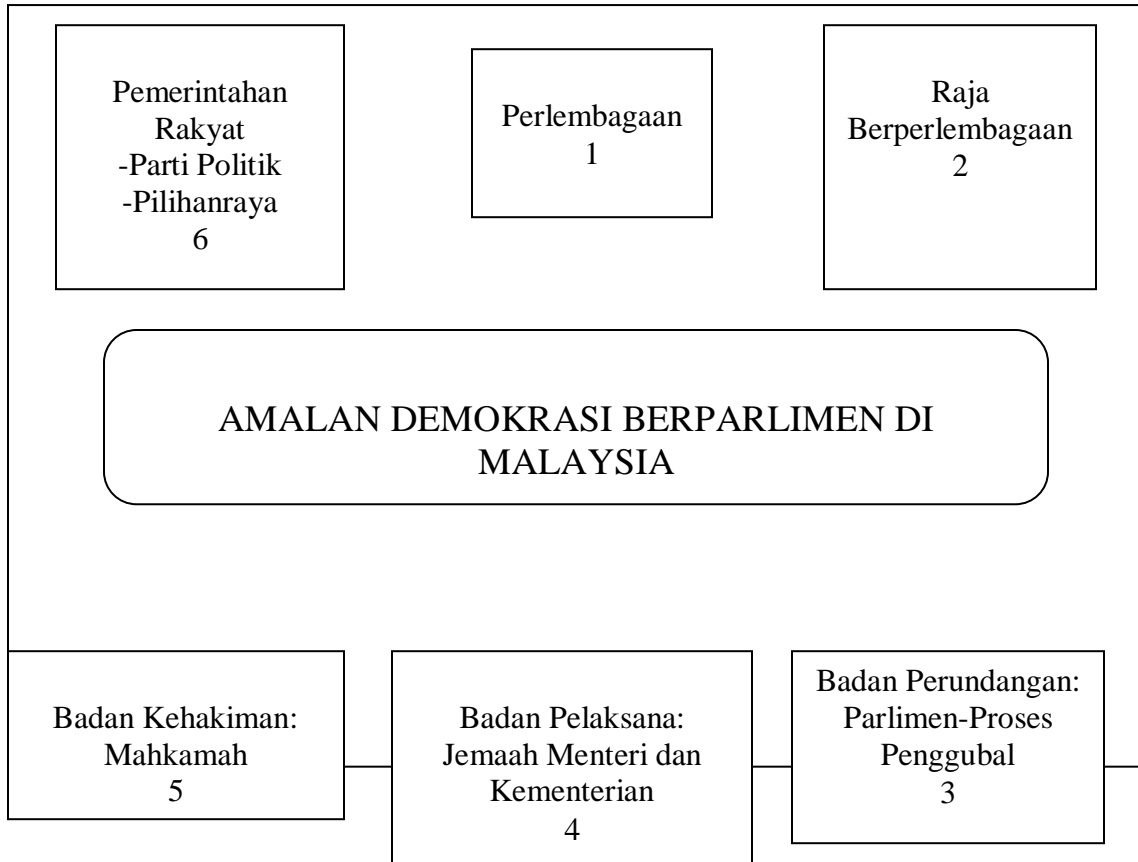 Pemerintahan
Rakyat
-Parti Politik
-Pilihanraya
6
Perlembagaan
1
Raja
Berperlembagaan
2
AMALAN DEMOKRASI BERPARLIMEN DI
MALAYSIA
Badan Kehakiman:
Mahkamah
5
Badan Pelaksana:
Jemaah Menteri dan
Kementerian
4
Badan Perundangan:
Parlimen-Proses
Penggubal
3